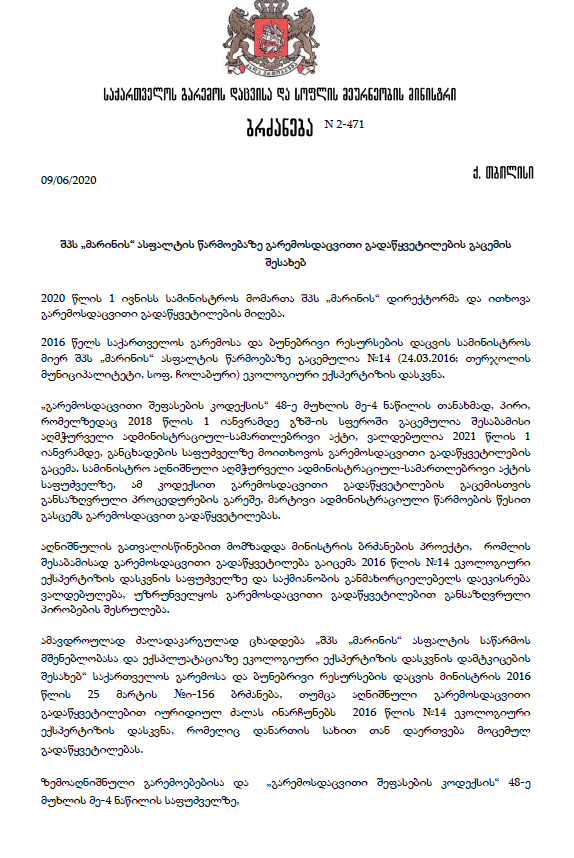 საქართველოს გარემოს დაცვისა და სოფლის მეურნეობის მინისტრი
ბრძანება N 2-471
ქ. თბილისი
09/06/2020
შპს „მარინის“ ასფალტის წარმოებაზე გარემოსდაცვითი გადაწყვეტილების გაცემის
შესახებ
2020 წლის 1 ივნისს სამინისტროს მომართა შპს „მარინის“ დირექტორმა და ითხოვა
გარემოსდაცვითი გადაწყვეტილების მიღება.
2016 წელს საქართველოს გარემოსა და ბუნებრივი რესურსების დაცვის სამინისტროს
მიერ შპს „მარინის“ ასფალტის წარმოებაზე გაცემულია №14 (24.03.2016; თერჯოლის
მუნიციპალიტეტი, სოფ. ჩოლაბური) ეკოლოგიური ექსპერტიზის დასკვნა.
„გარემოსდაცვითი შეფასების კოდექსის“ 48-ე მუხლის მე-4 ნაწილის თანახმად, პირი,
რომელზედაც 2018 წლის 1 იანვრამდე გზშ-ის სფეროში გაცემულია შესაბამისი
აღმჭურველი ადმინისტრაციულ-სამართლებრივი აქტი, ვალდებულია 2021 წლის 1
იანვრამდე, განცხადების საფუძველზე მოითხოვოს გარემოსდაცვითი გადაწყვეტილების
გაცემა. სამინისტრო აღნიშნული აღმჭურველი ადმინისტრაციულ-სამართლებრივი აქტის
საფუძველზე, ამ კოდექსით გარემოსდაცვითი გადაწყვეტილების გაცემისთვის
განსაზღვრული პროცედურების გარეშე, მარტივი ადმინისტრაციული წარმოების წესით
გასცემს გარემოსდაცვით გადაწყვეტილებას.
აღნიშნულის გათვალისწინებით მომზადდა მინისტრის ბრძანების პროექტი, რომლის
შესაბამისად გარემოსდაცვითი გადაწყვეტილება გაიცემა 2016 წლის №14 ეკოლოგიური
ექსპერტიზის დასკვნის საფუძველზე და საქმიანობის განმახორციელებელს დაეკისრება
ვალდებულება, უზრუნველყოს გარემოსდაცვითი გადაწყვეტილებით განსაზღვრული
პირობების შესრულება.
ამავდროულად ძალადაკარგულად ცხადდება „შპს „მარინის“ ასფალტის საწარმოს
მშენებლობასა და ექსპლუატაციაზე ეკოლოგიური ექსპერტიზის დასკვნის დამტკიცების
შესახებ“ საქართველოს გარემოსა და ბუნებრივი რესურსების დაცვის მინისტრის 2016
წლის 25 მარტის №ი-156 ბრძანება, თუმცა აღნიშნული გარემოსდაცვითი
გადაწყვეტილებით იურიდიულ ძალას ინარჩუნებს 2016 წლის №14 ეკოლოგიური
ექსპერტიზის დასკვნა, რომელიც დანართის სახით თან დაერთვება მოცემულ
გადაწყვეტილებას.
ზემოაღნიშნული გარემოებებისა და „გარემოსდაცვითი შეფასების კოდექსის“ 48-ე
მუხლის მე-4 ნაწილის საფუძველზე,